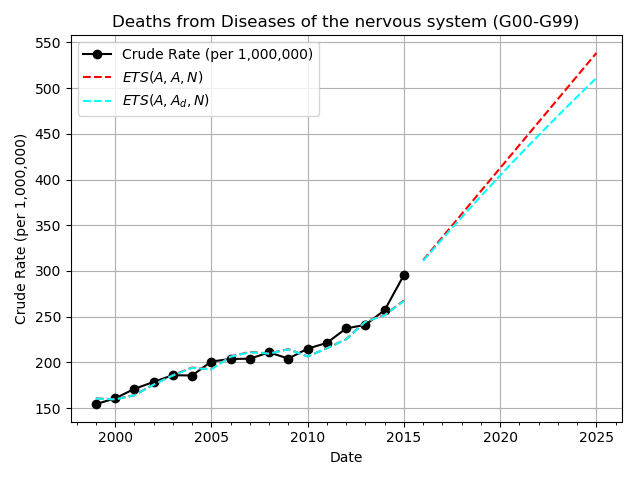 Deaths from Diseases of the nervous system (G00-G99)
Crude Rate (per 1,000,000)
ETS(A, A, N)
ETS(A, A_d, N)
Crude Rate (per 1,000,000)
550
500
450
400
350
300
250
200
150
2000 2005 2010 2015 2020 2025
Date